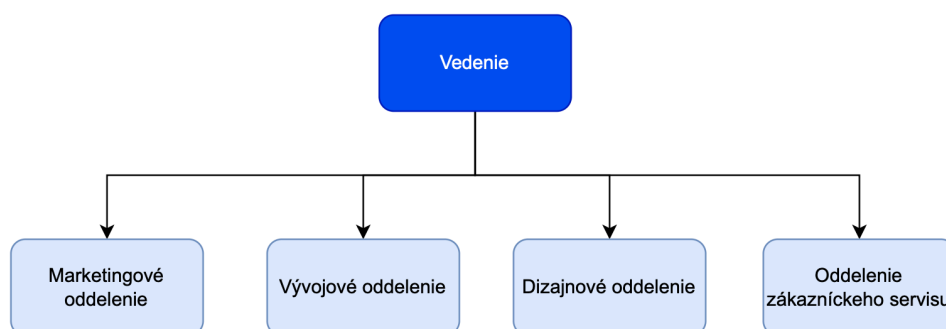 Vedenie
Marketingové
oddelenie
Vývojové oddelenie
Dizajnové oddelenie
Oddelenie
zákazníckeho servisu